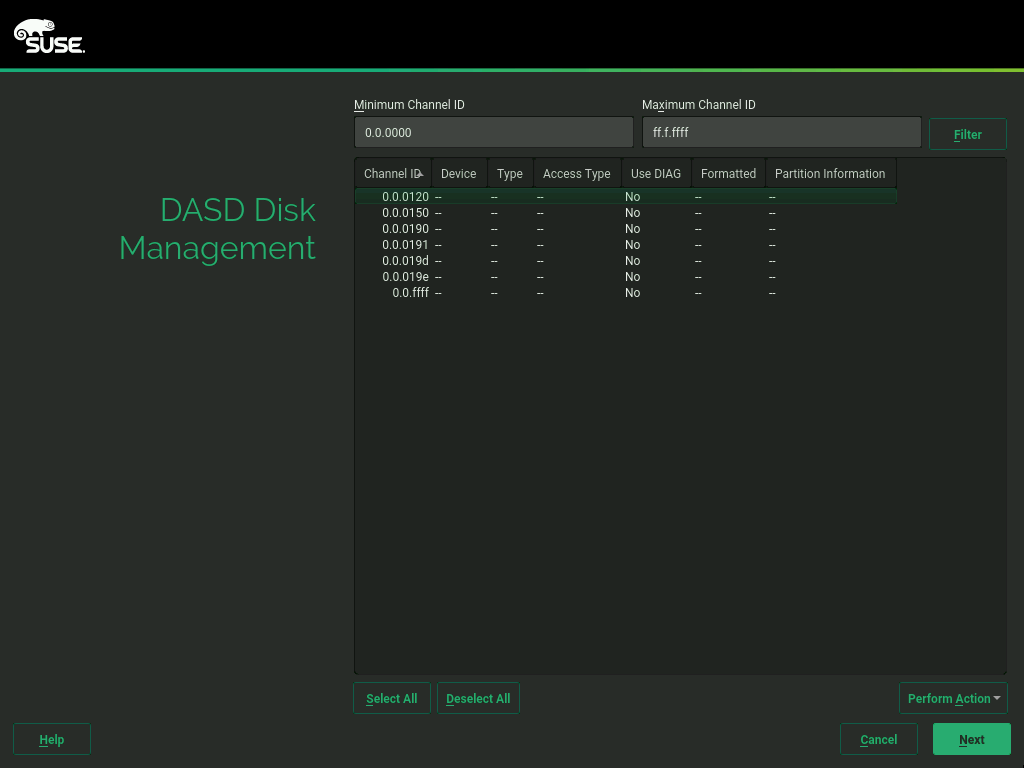 SUSE.
Minimum Channel ID Maximum Channel ID
0.0.0000 ff.f.ffff Filter
DASD Disk
Management
Channel ID Device Type Access Type Use DIAG Formatted Partition Information
0.0.0120 -- -- -- No -- --
0.0.0150 -- -- -- No -- --
0.0.0190 -- -- -- No -- --
0.0.0191 -- -- -- No -- --
0.0.019d -- -- -- No -- --
0.0.019e -- -- -- No -- --
0.0.ffff -- -- -- No -- --
Select All Deselect All Perform Action
Help Cancel Next